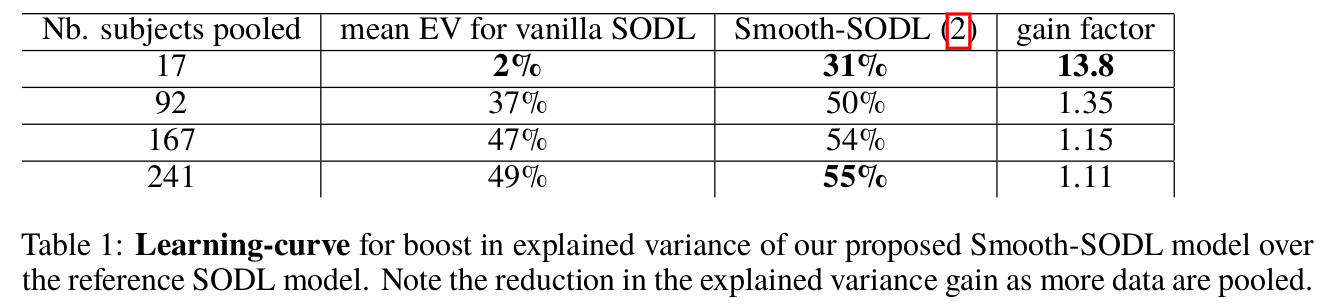 Nb. subjects pooled mean EV for vanilla SODL Smooth-SODL (2) gain factor
17 2% 31% 13.8
92 37% 50% 1.35
167 47% 54% 1.15
241 49% 55% 1.11
Table 1: Learning-curve for boost in explained variance of our proposed Smooth-SODL model over
the reference SODL model. Note the reduction in the explained variance gain as more data are pooled.